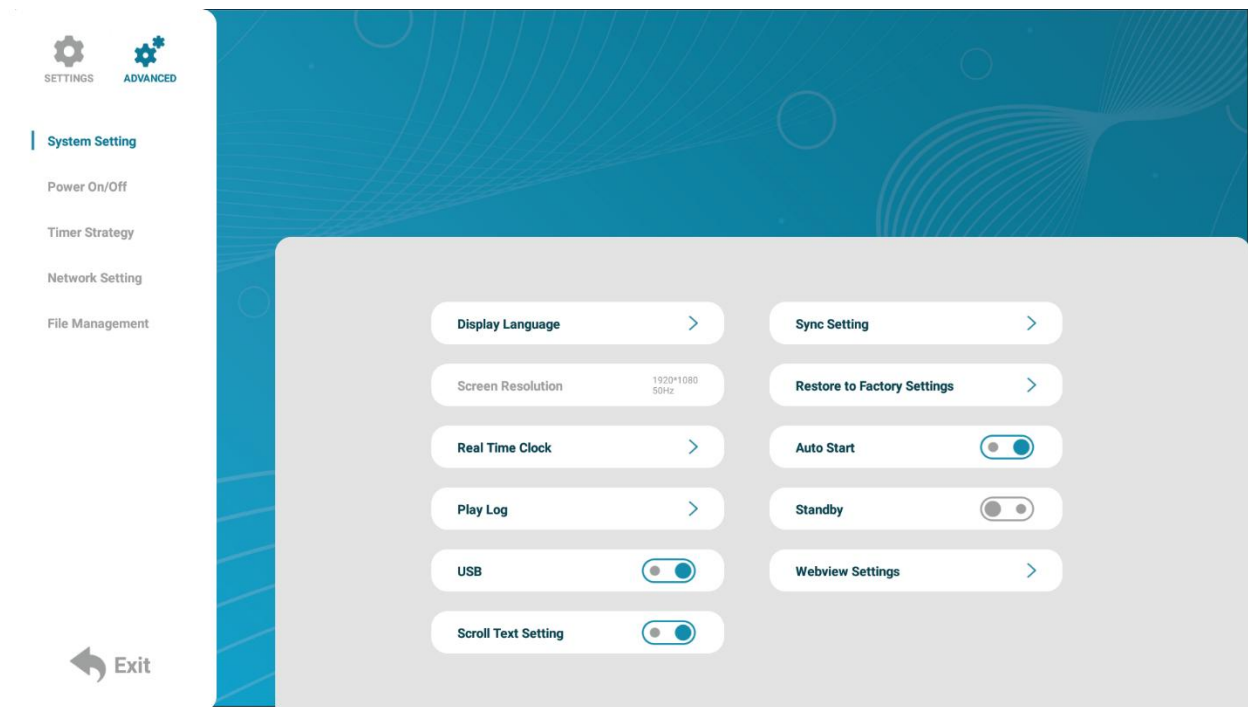 SETTINGS
ADVANCED
System Setting
Power On/Off
Timer Strategy
Network Setting
File Management
Exit
Display Language
Screen Resolution
1920*1080
50Hz
Real Time Clock
Play Log
USB
Scroll Text Setting
Sync Setting
Restore to Factory Settings
Auto Start
Standby
Webview Settings